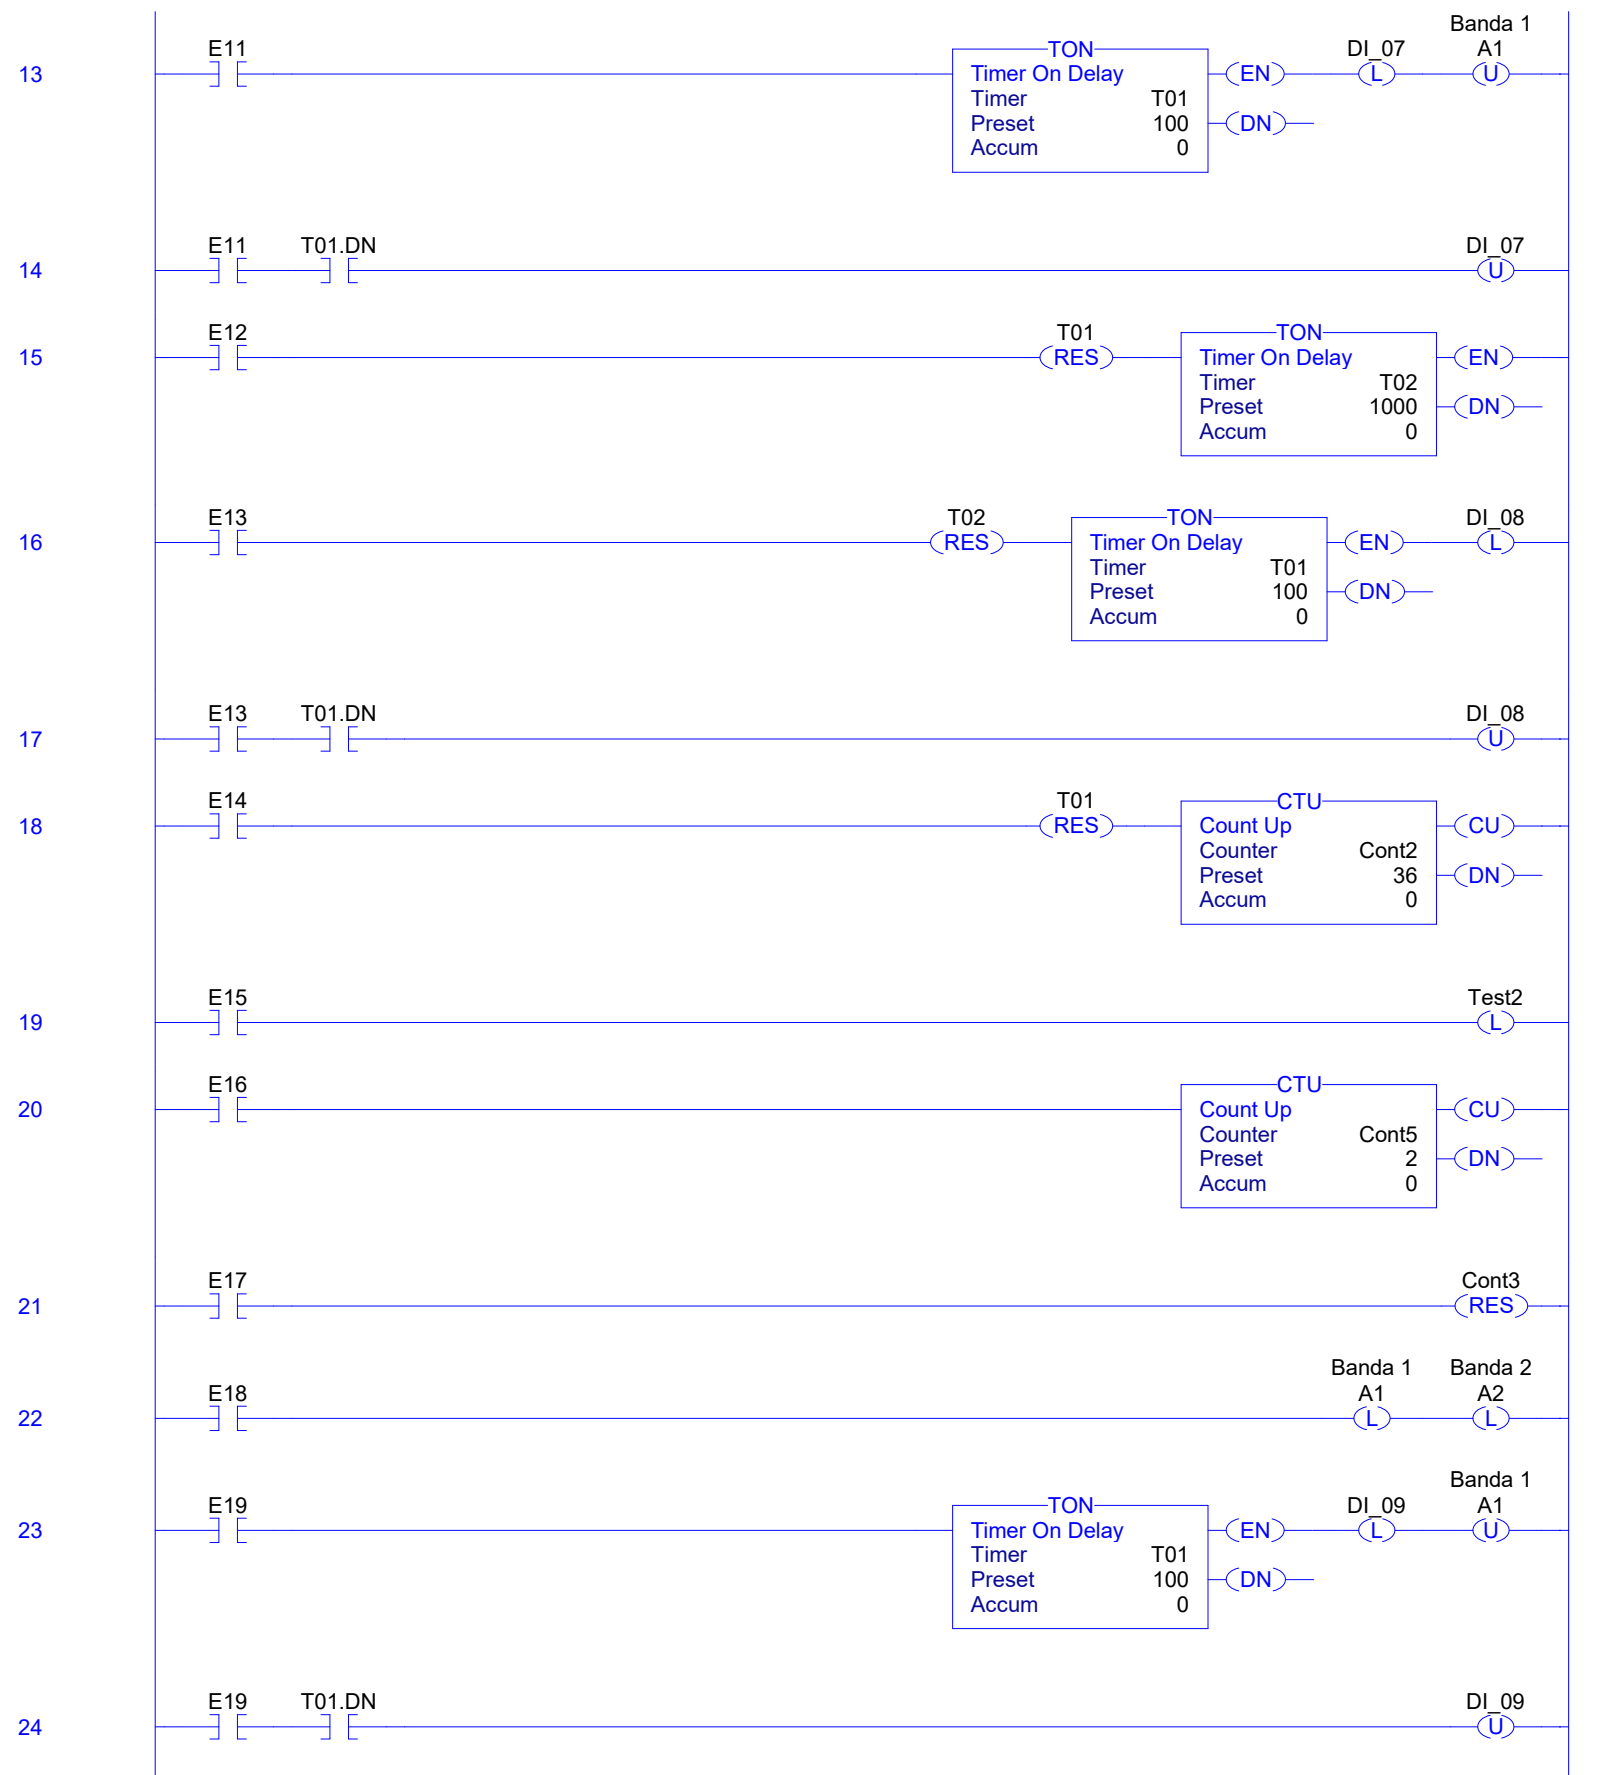 Banda 1
E11 TON DI_07 A1
13 Timer On Delay EN L U
Timer T01
Preset 100 DN
Accum 0
E11 T01.DN DI_07
14 U
E12 T01 TON
15 RES Timer On Delay EN
Timer T02
Preset 1000 DN
Accum 0
E13 T02 TON DI_08
16 RES Timer On Delay EN L
Timer T01
Preset 100 DN
Accum 0
E13 T01.DN DI_08
17 U
E14 T01 CTU
18 RES Count Up CU
Counter Cont2
Preset 36 DN
Accum 0
E15 Test2
19 L
E16 CTU
20 Count Up CU
Counter Cont5
Preset 2 DN
Accum 0
E17 Cont3
21 RES
Banda 1 Banda 2
E18 A1 A2
22 L L
Banda 1
E19 TON DI_09 A1
23 Timer On Delay EN L U
Timer T01
Preset 100 DN
Accum 0
E19 T01.DN DI_09
24 U